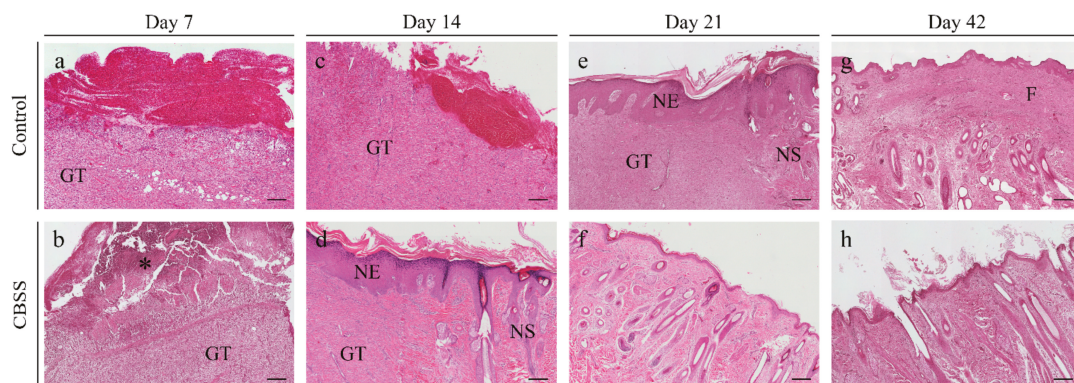 Day 7 Day 14 Day 21 Day 42
Control
a c e g
NE F
GT GT GT NS
CBSS
b d f h
* NE
NS
GT GT